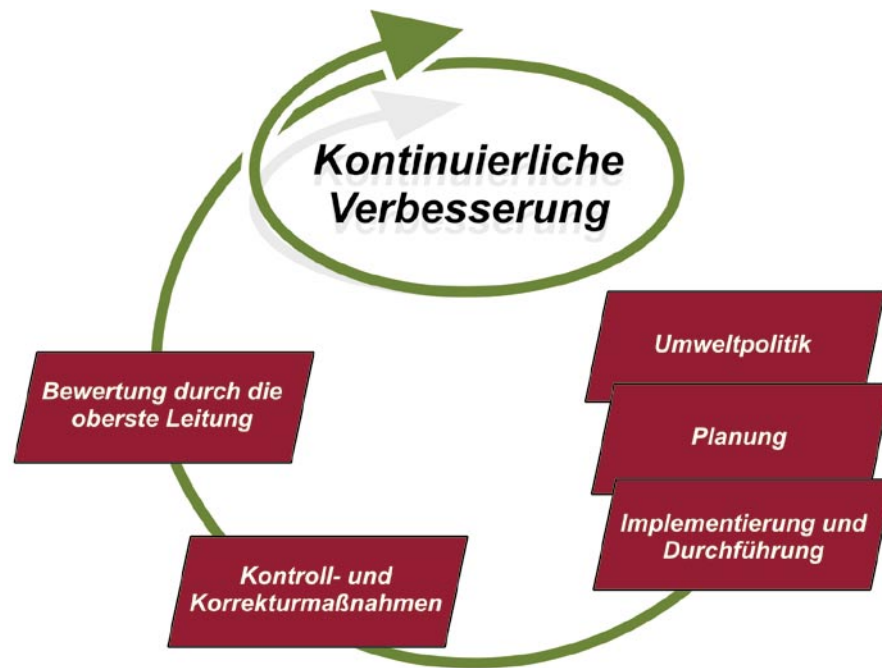 Kontinuierliche
Verbesserung
Umweltpolitik
Planung
Implementierung und
Durchführung
Kontroll- und
Korrekturmaßnahmen
Bewertung durch die
oberste Leitung